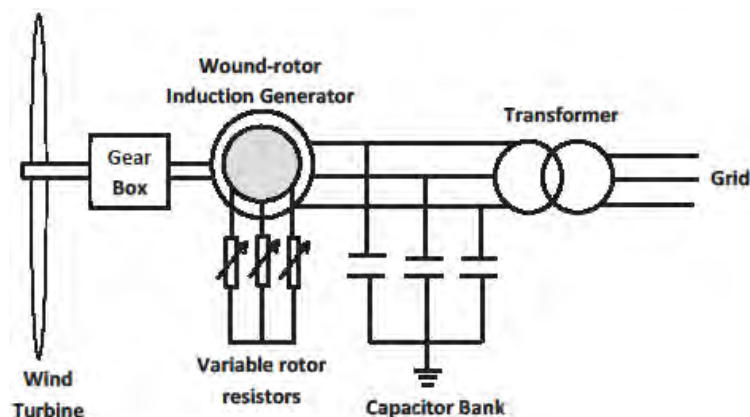 Wound-rotor
Induction Generator
Transformer
Gear
Box
Grid
Wind
Turbine
Variable rotor
resistors
Capacitor Bank